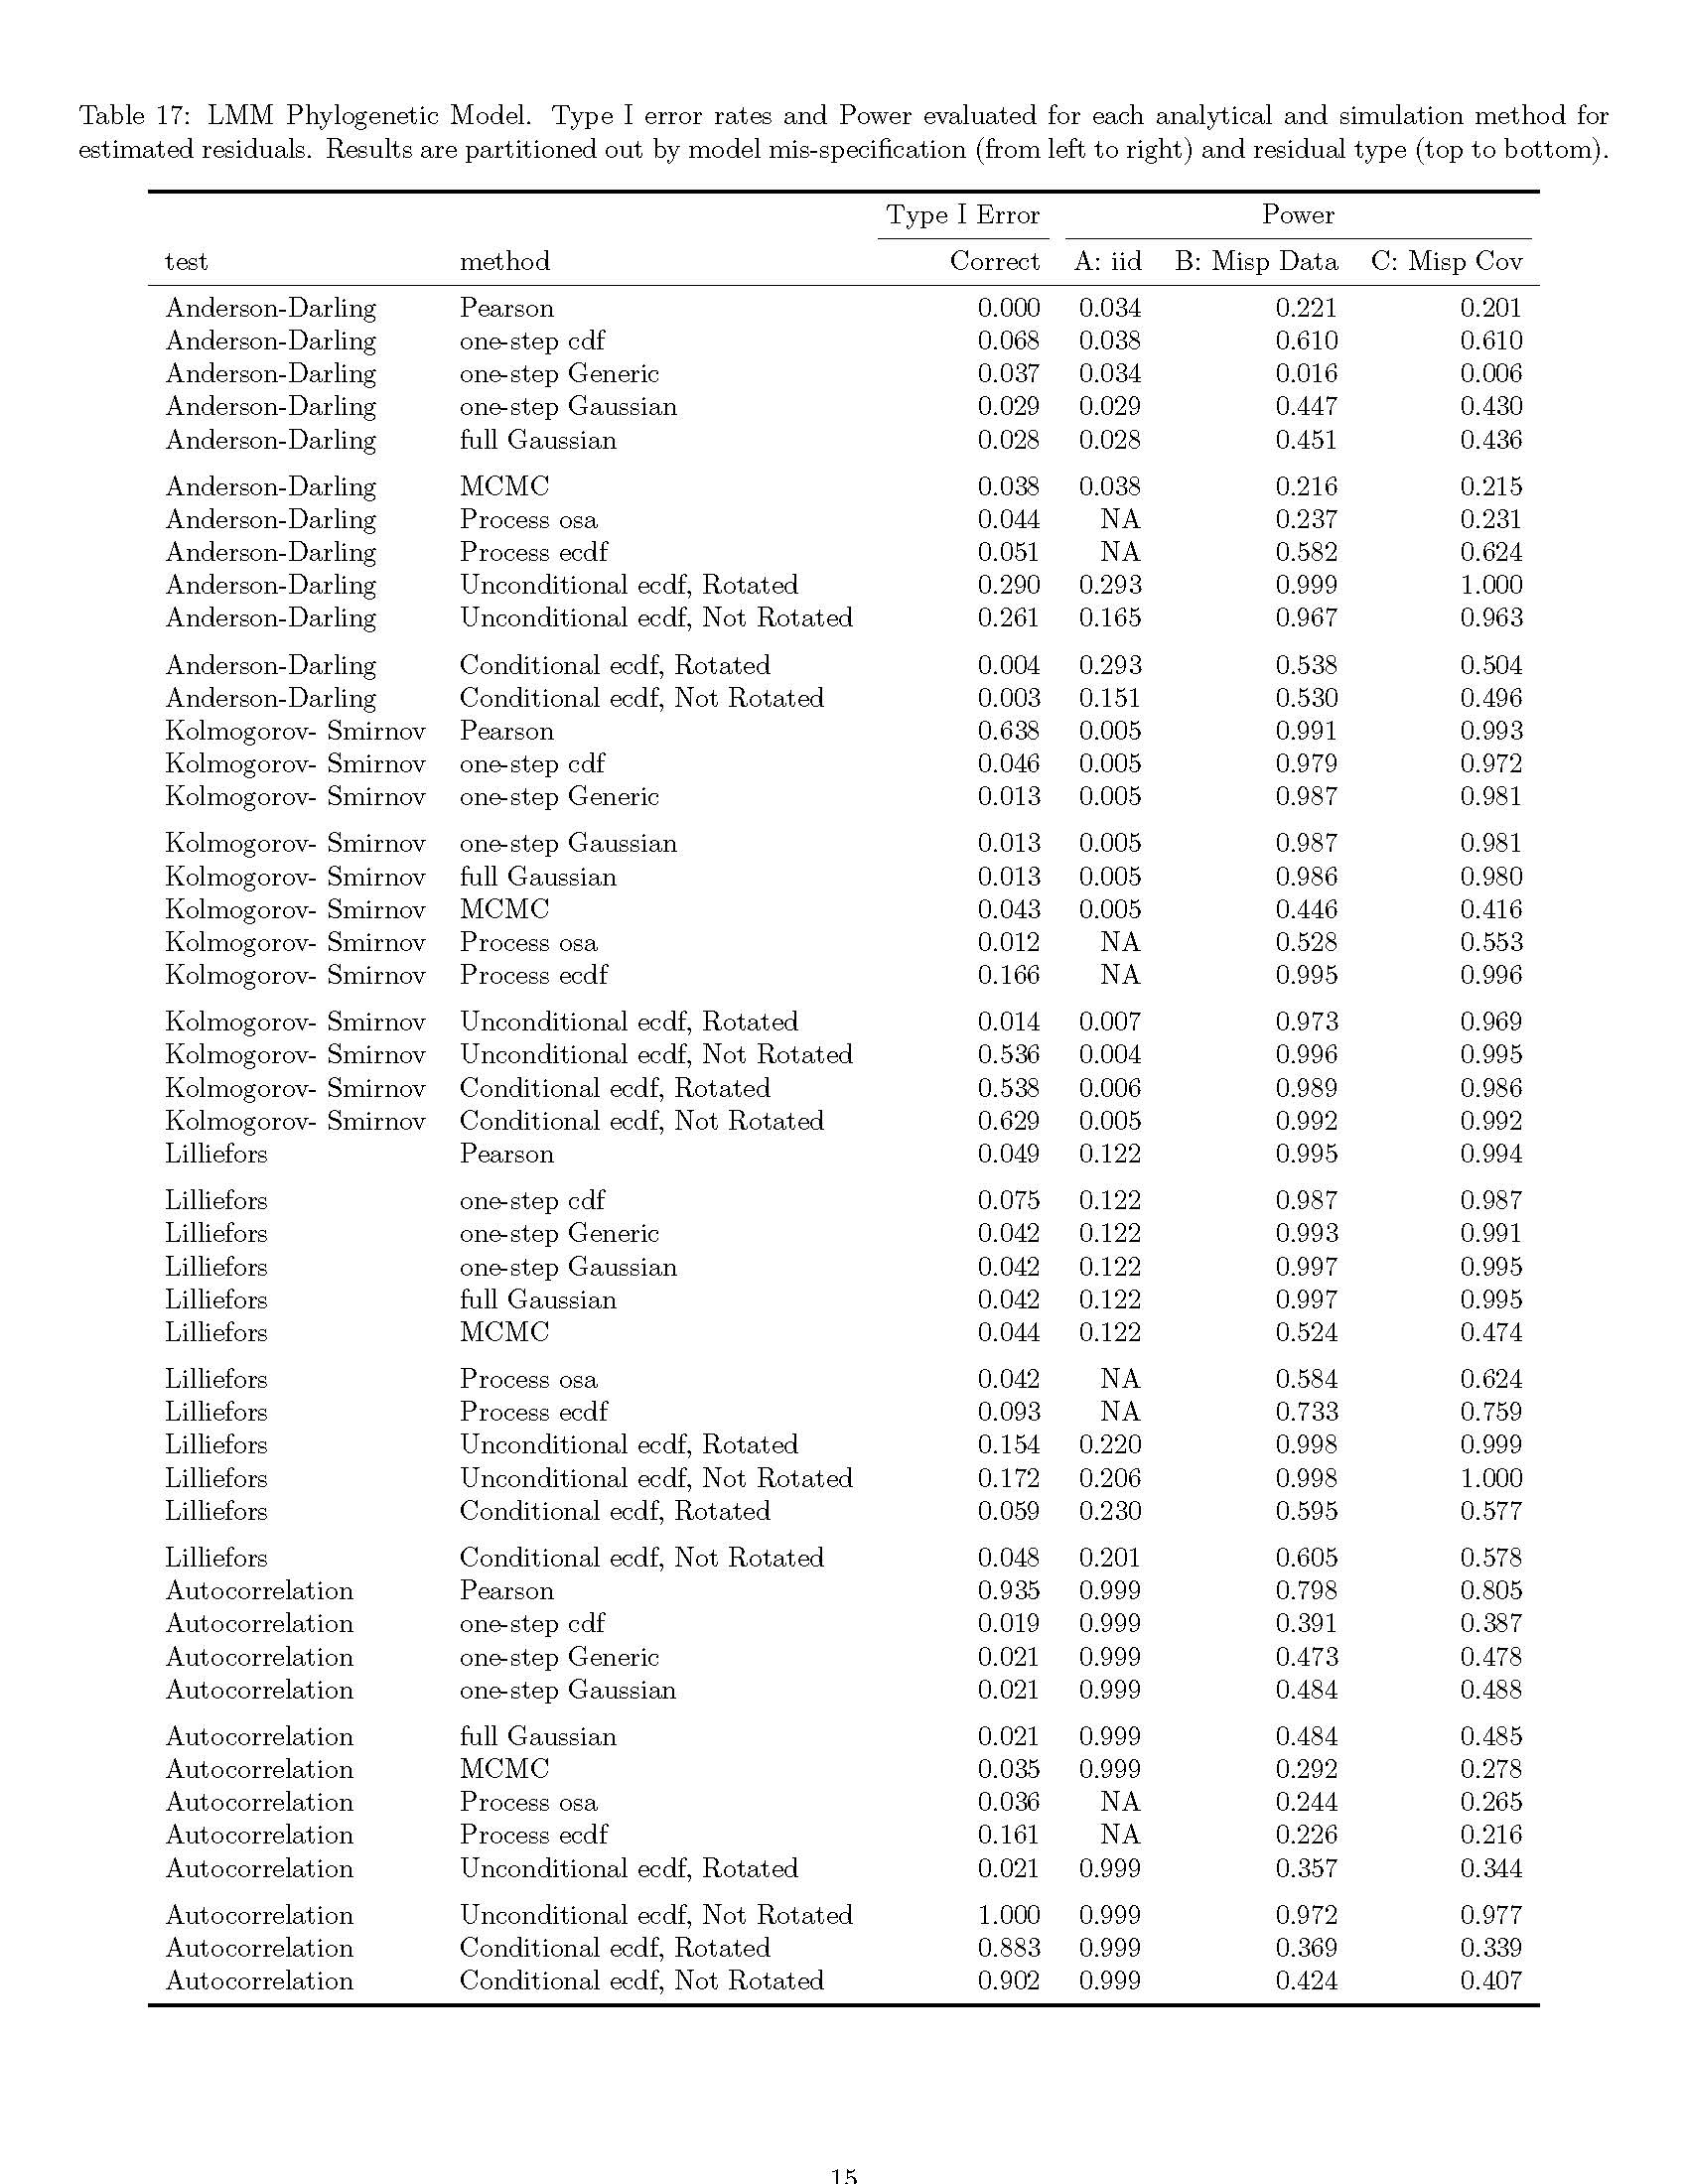 Table 17: LMM Phylogenetic Model. Type I error rates and Power evaluated for each analytical and simulation method for
estimated residuals. Results are partitioned out by model mis-specification (from left to right) and residual type (top to bottom).
Type I Error Power
test method Correct A: iid B: Misp Data C: Misp Cov
Anderson-Darling Pearson 0.000 0.034 0.221 0.201
Anderson-Darling one-step cdf 0.068 0.038 0.610 0.610
Anderson-Darling one-step Generic 0.037 0.034 0.016 0.006
Anderson-Darling one-step Gaussian 0.029 0.029 0.447 0.430
Anderson-Darling full Gaussian 0.028 0.028 0.451 0.436
Anderson-Darling MCMC 0.038 0.038 0.216 0.215
Anderson-Darling Process osa 0.044 NA 0.237 0.231
Anderson-Darling Process ecdf 0.051 NA 0.582 0.624
Anderson-Darling Unconditional ecdf, Rotated 0.290 0.293 0.999 1.000
Anderson-Darling Unconditional ecdf, Not Rotated 0.261 0.165 0.967 0.963
Anderson-Darling Conditional ecdf, Rotated 0.004 0.293 0.538 0.504
Anderson-Darling Conditional ecdf, Not Rotated 0.003 0.151 0.530 0.496
Kolmogorov- Smirnov Pearson 0.638 0.005 0.991 0.993
Kolmogorov- Smirnov one-step cdf 0.046 0.005 0.979 0.972
Kolmogorov- Smirnov one-step Generic 0.013 0.005 0.987 0.981
Kolmogorov- Smirnov one-step Gaussian 0.013 0.005 0.987 0.981
Kolmogorov- Smirnov full Gaussian 0.013 0.005 0.986 0.980
Kolmogorov- Smirnov MCMC 0.043 0.005 0.446 0.416
Kolmogorov- Smirnov Process osa 0.012 NA 0.528 0.553
Kolmogorov- Smirnov Process ecdf 0.166 NA 0.995 0.996
Kolmogorov- Smirnov Unconditional ecdf, Rotated 0.014 0.007 0.973 0.969
Kolmogorov- Smirnov Unconditional ecdf, Not Rotated 0.536 0.004 0.996 0.995
Kolmogorov- Smirnov Conditional ecdf, Rotated 0.538 0.006 0.989 0.986
Kolmogorov- Smirnov Conditional ecdf, Not Rotated 0.629 0.005 0.992 0.992
Lilliefors Pearson 0.049 0.122 0.995 0.994
Lilliefors one-step cdf 0.075 0.122 0.987 0.987
Lilliefors one-step Generic 0.042 0.122 0.993 0.991
Lilliefors one-step Gaussian 0.042 0.122 0.997 0.995
Lilliefors full Gaussian 0.042 0.122 0.997 0.995
Lilliefors MCMC 0.044 0.122 0.524 0.474
Lilliefors Process osa 0.042 NA 0.584 0.624
Lilliefors Process ecdf 0.093 NA 0.733 0.759
Lilliefors Unconditional ecdf, Rotated 0.154 0.220 0.998 0.999
Lilliefors Unconditional ecdf, Not Rotated 0.172 0.206 0.998 1.000
Lilliefors Conditional ecdf, Rotated 0.059 0.230 0.595 0.577
Lilliefors Conditional ecdf, Not Rotated 0.048 0.201 0.605 0.578
Autocorrelation Pearson 0.935 0.999 0.798 0.805
Autocorrelation one-step cdf 0.019 0.999 0.391 0.387
Autocorrelation one-step Generic 0.021 0.999 0.473 0.478
Autocorrelation one-step Gaussian 0.021 0.999 0.484 0.488
Autocorrelation full Gaussian 0.021 0.999 0.484 0.485
Autocorrelation MCMC 0.035 0.999 0.292 0.278
Autocorrelation Process osa 0.036 NA 0.244 0.265
Autocorrelation Process ecdf 0.161 NA 0.226 0.216
Autocorrelation Unconditional ecdf, Rotated 0.021 0.999 0.357 0.344
Autocorrelation Unconditional ecdf, Not Rotated 1.000 0.999 0.972 0.977
Autocorrelation Conditional ecdf, Rotated 0.883 0.999 0.369 0.339
Autocorrelation Conditional ecdf, Not Rotated 0.902 0.999 0.424 0.407
15